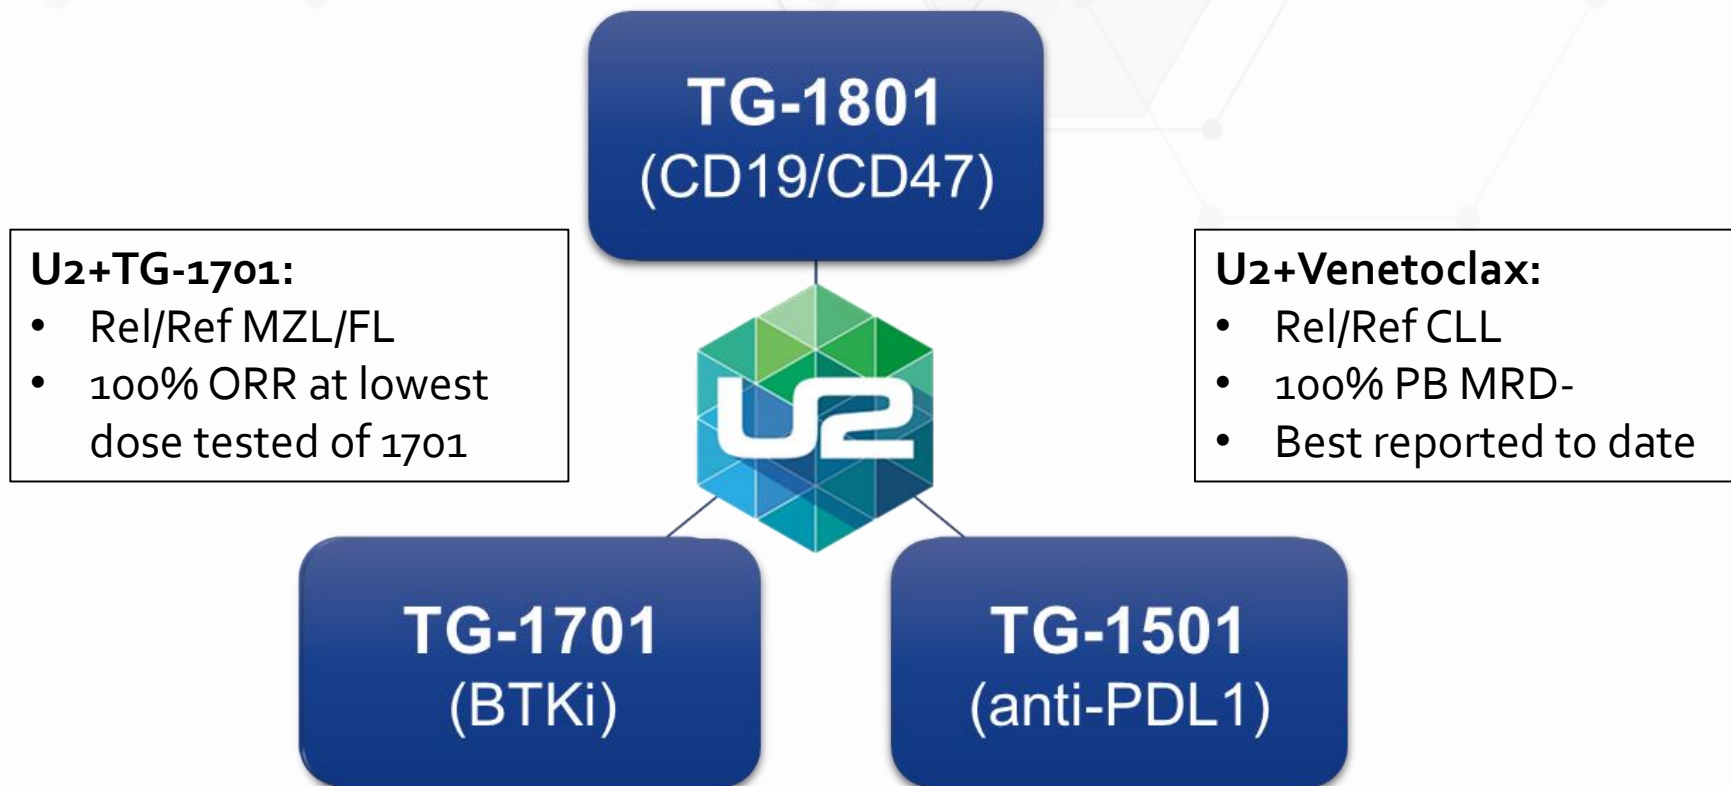 TG-1801
(CD19/CD47)
U2+TG-1701:
• Rel/Ref MZL/FL
• 100% ORR at lowest
dose tested of 1701
U2
U2+Venetoclax:
• Rel/Ref CLL
• 100% PB MRD-
• Best reported to date
TG-1701
(BTKi)
TG-1501
(anti-PDL1)